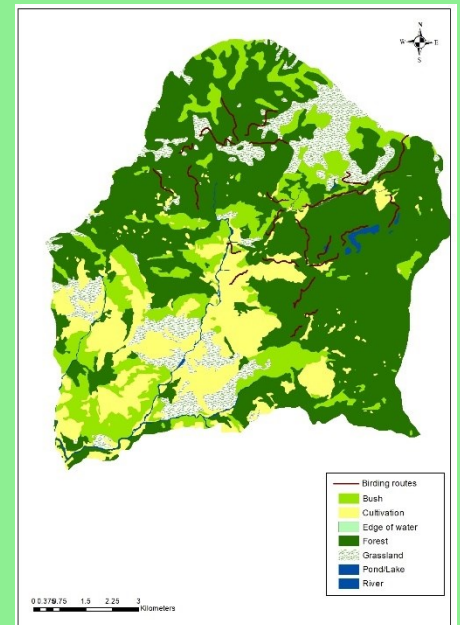 N
W E
S
Birding routes
Bush
Cultivation
Edge of water
Forest
Grassland
Pond/Lake
River
0 0.375 0.75 1.5 2.25 3
Kilometers